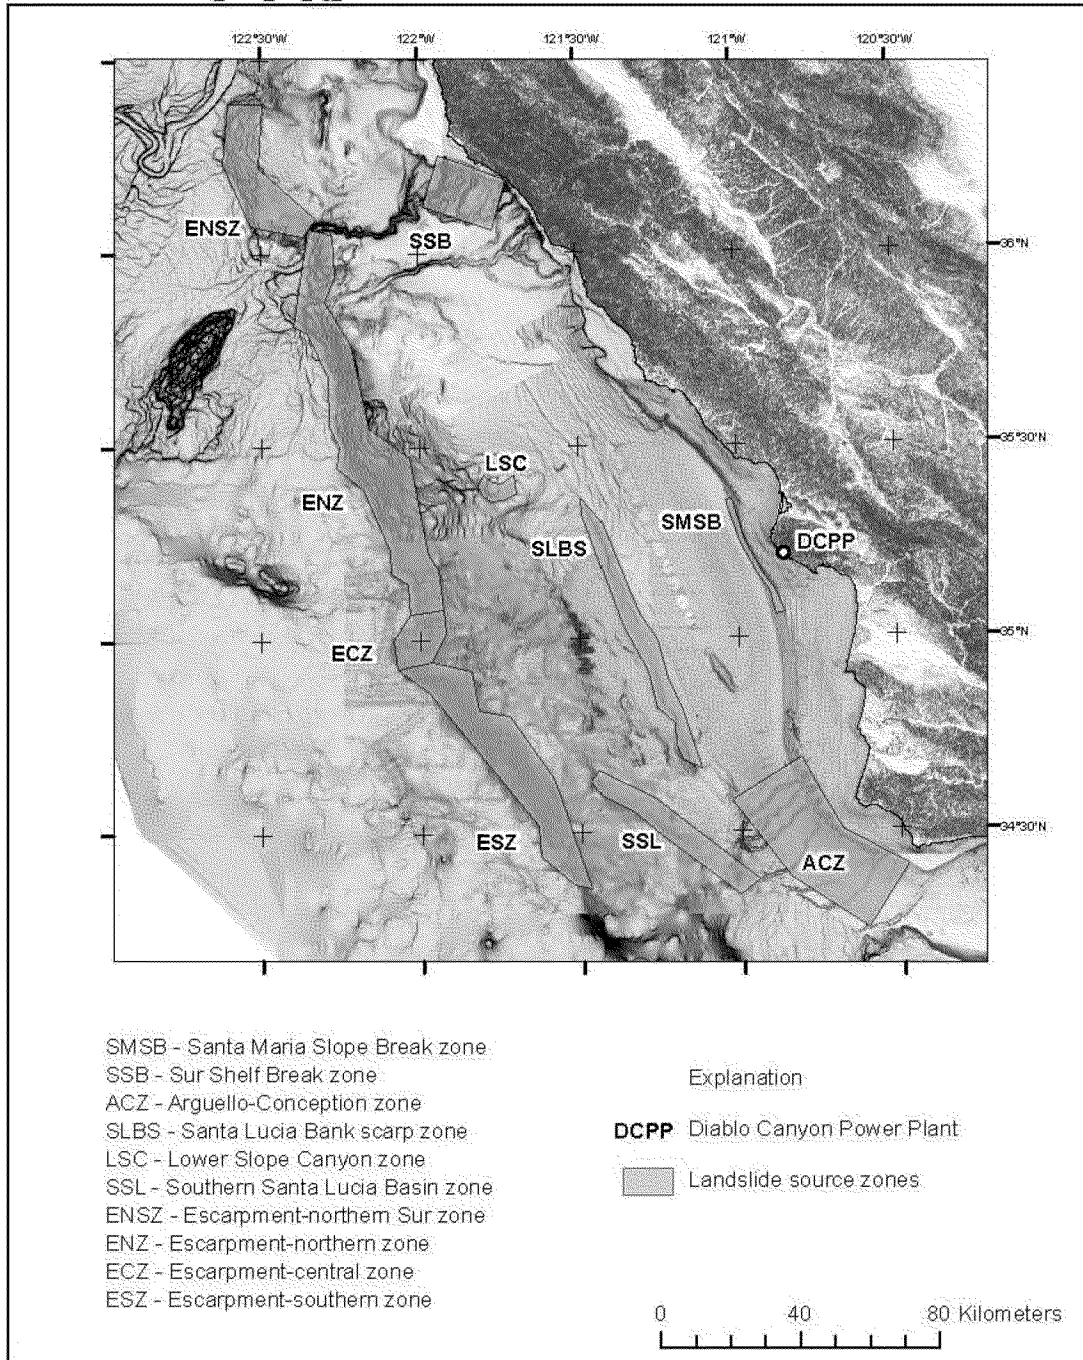 122°30'W 122°W 121°30'W 121°W 120°30'W
ENSZ
SSB
36°N
35°30'N
LSC
ENZ
SMSB
DCPP
SLBS
35°N
ECZ
34°30'N
ESZ
SSL
ACZ
SMSB - Santa Maria Slope Break zone
SSB - Sur Shelf Break zone
ACZ - Arguello-Conception zone
SLBS - Santa Lucia Bank scarp zone
LSC - Lower Slope Canyon zone
SSL - Southern Santa Lucia Basin zone
ENSZ - Escarpment-northern Sur zone
ENZ - Escarpment-northern zone
ECZ - Escarpment-central zone
ESZ - Escarpment-southern zone
Explanation
DCPP Diablo Canyon Power Plant
Landslide source zones
0 40 80 Kilometers